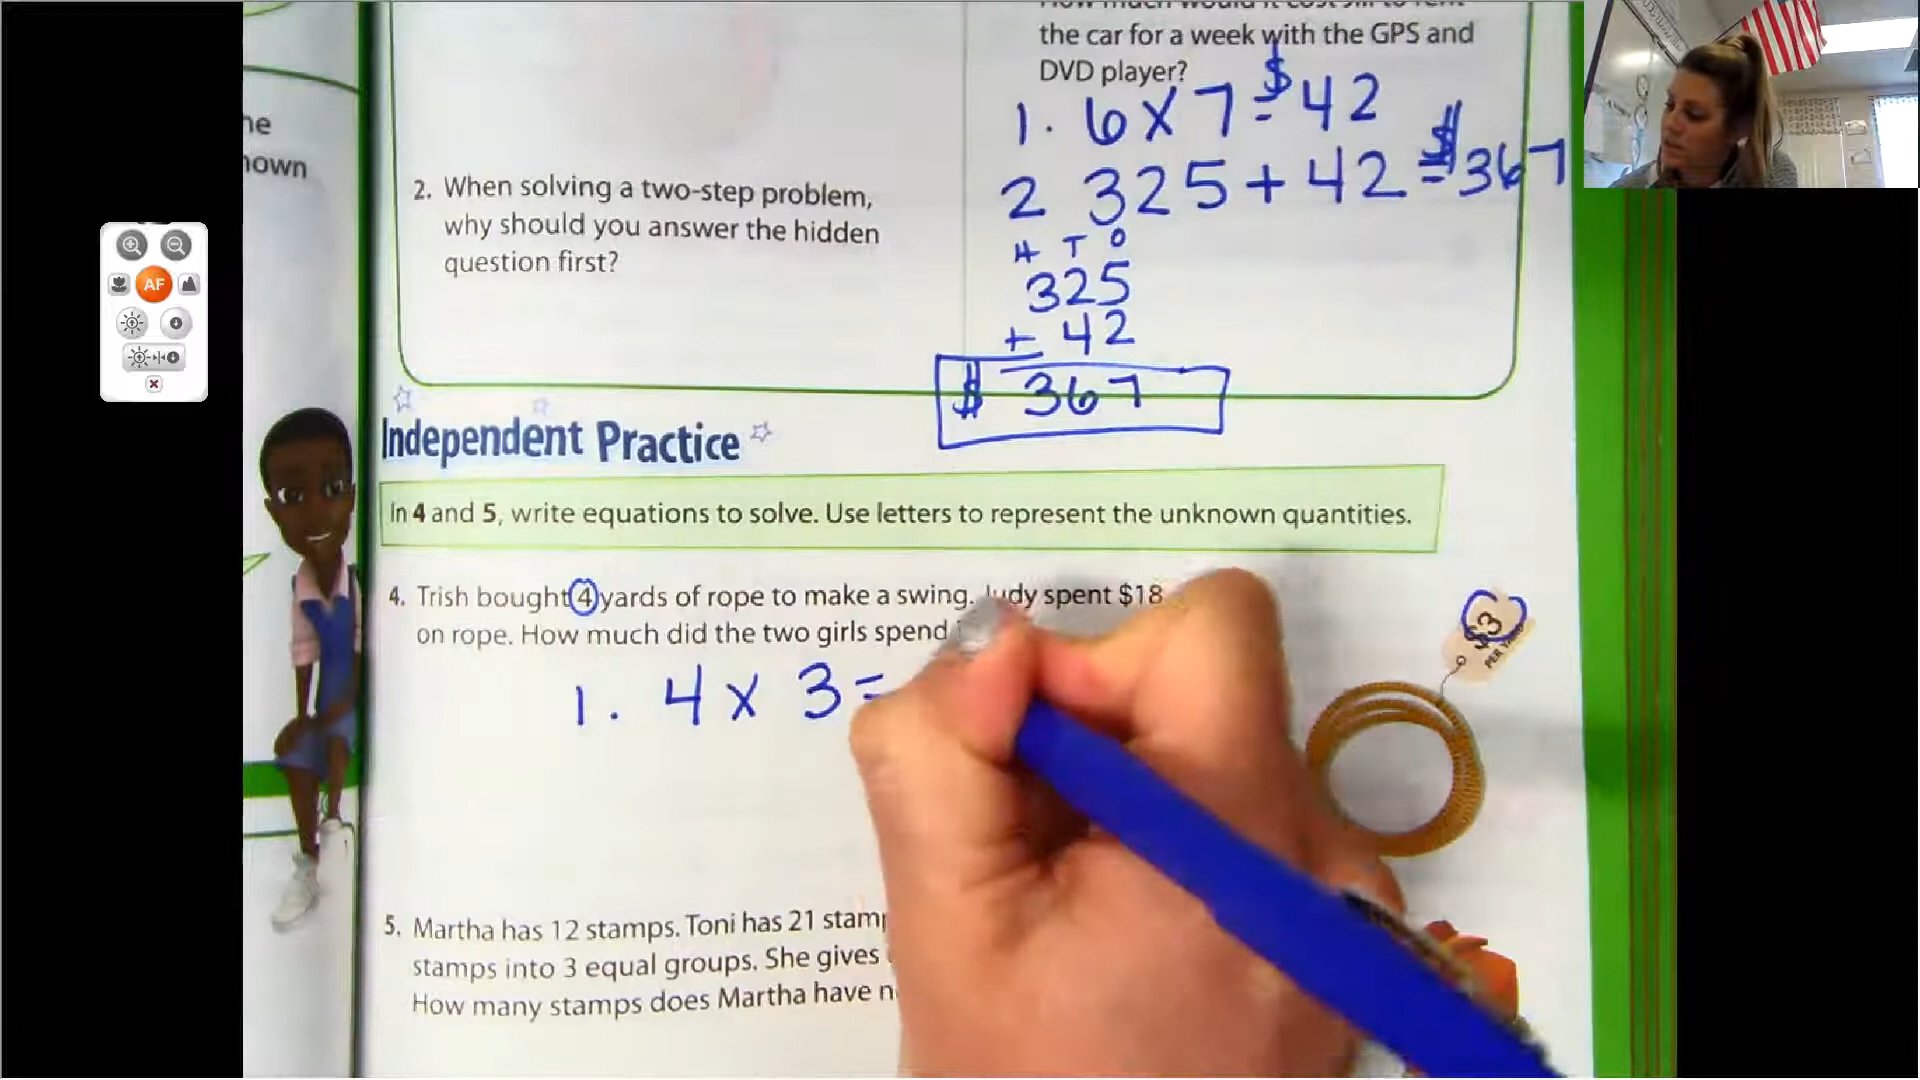 the car for a week with the GPS and
DVD player?
1. 6 x 7 = $42
2 325 + 42 = $367
H T O
325
+ 42
$ 367
own
2. When solving a two-step problem,
why should you answer the hidden
question first?
Independent Practice
In 4 and 5, write equations to solve. Use letters to represent the unknown quantities.
4. Trish bought 4 yards of rope to make a swing. Judy spent $18
on rope. How much did the two girls spend
$3
PER
1. 4 x 3 =
5. Martha has 12 stamps. Toni has 21
stamps into 3 equal groups. She gives
How many stamps does Martha have
AF